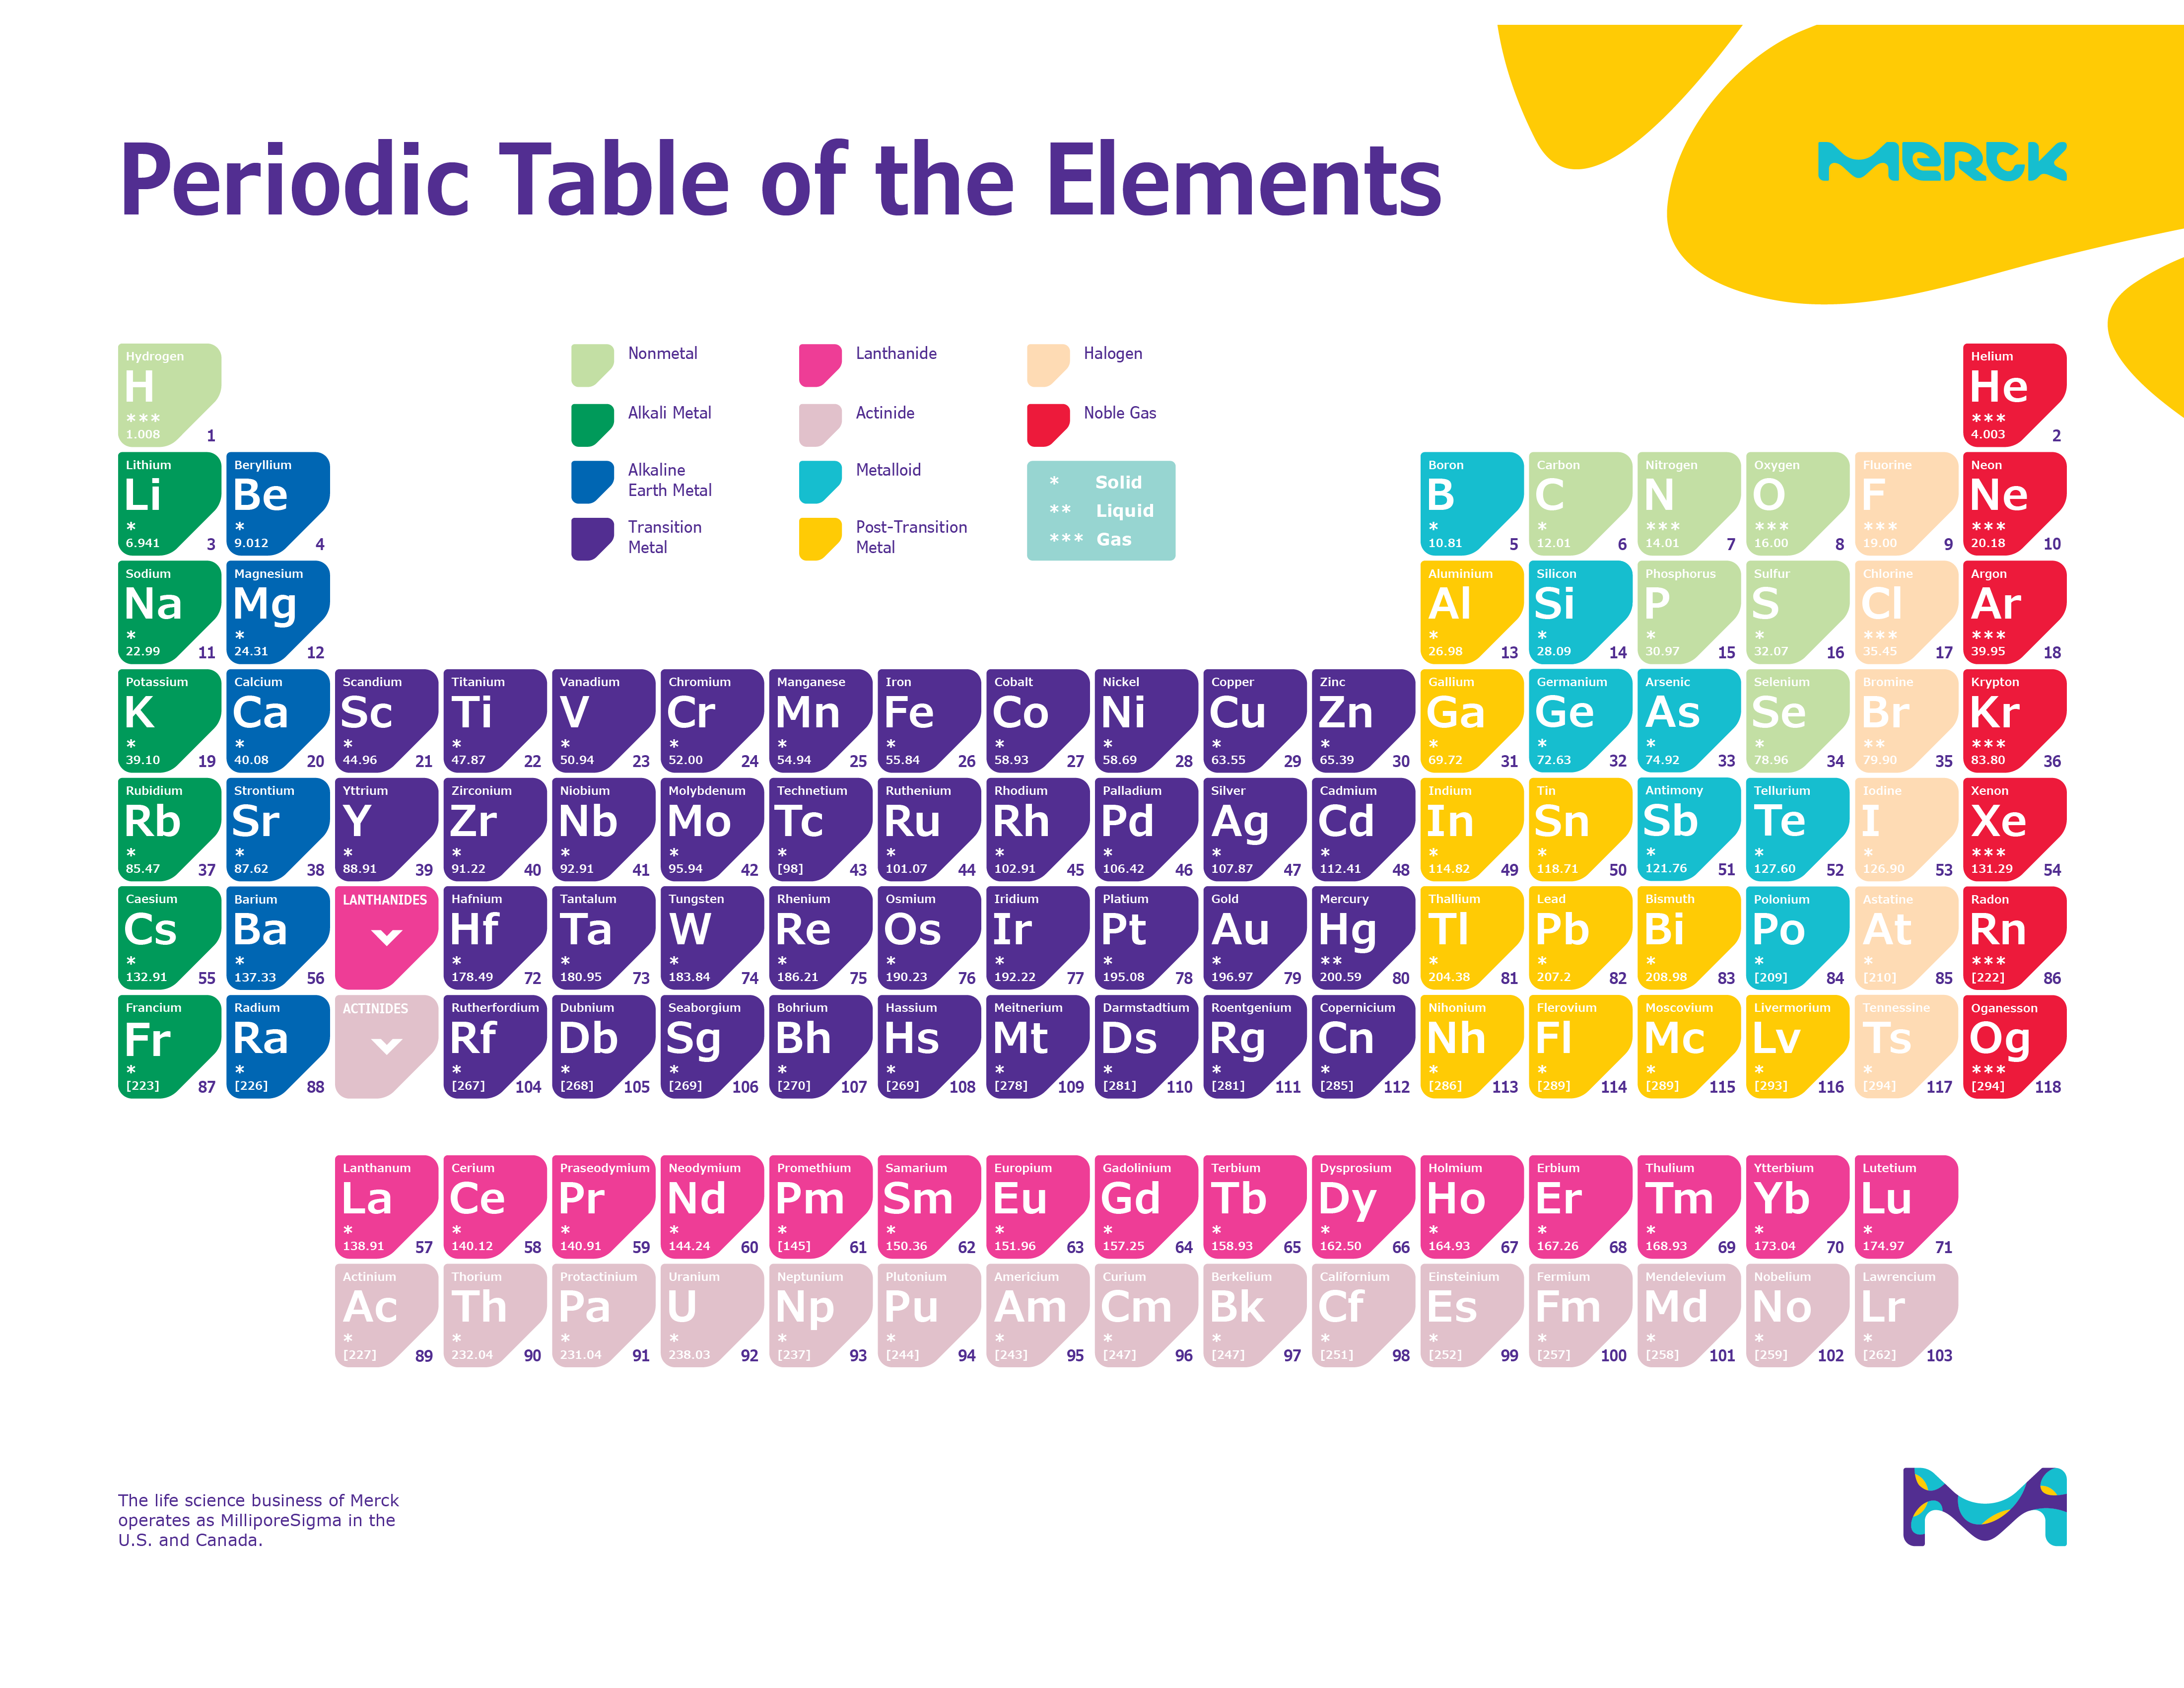 Periodic Table of the Elements
MERCK
Nonmetal
Alkali Metal
Alkaline
Earth Metal
Transition
Metal
Lanthanide
Actinide
Metalloid
Post-Transition
Metal
Halogen
Noble Gas
* Solid
** Liquid
*** Gas
Hydrogen H *** 1.008 1
Helium He *** 4.003 2
Lithium Li * 6.941 3
Beryllium Be * 9.012 4
Boron B * 10.81 5
Carbon C * 12.01 6
Nitrogen N *** 14.01 7
Oxygen O *** 16.00 8
Fluorine F *** 19.00 9
Neon Ne *** 20.18 10
Sodium Na * 22.99 11
Magnesium Mg * 24.31 12
Aluminium Al * 26.98 13
Silicon Si * 28.09 14
Phosphorus P * 30.97 15
Sulfur S * 32.07 16
Chlorine Cl *** 35.45 17
Argon Ar *** 39.95 18
Potassium K * 39.10 19
Calcium Ca * 40.08 20
Scandium Sc * 44.96 21
Titanium Ti * 47.87 22
Vanadium V * 50.94 23
Chromium Cr * 52.00 24
Manganese Mn * 54.94 25
Iron Fe * 55.84 26
Cobalt Co * 58.93 27
Nickel Ni * 58.69 28
Copper Cu * 63.55 29
Zinc Zn * 65.39 30
Gallium Ga * 69.72 31
Germanium Ge * 72.63 32
Arsenic As * 74.92 33
Selenium Se * 78.96 34
Bromine Br ** 79.90 35
Krypton Kr *** 83.80 36
Rubidium Rb * 85.47 37
Strontium Sr * 87.62 38
Yttrium Y * 88.91 39
Zirconium Zr * 91.22 40
Niobium Nb * 92.91 41
Molybdenum Mo * 95.94 42
Technetium Tc * [98] 43
Ruthenium Ru * 101.07 44
Rhodium Rh * 102.91 45
Palladium Pd * 106.42 46
Silver Ag * 107.87 47
Cadmium Cd * 112.41 48
Indium In * 114.82 49
Tin Sn * 118.71 50
Antimony Sb * 121.76 51
Tellurium Te * 127.60 52
Iodine I * 126.90 53
Xenon Xe *** 131.29 54
Caesium Cs * 132.91 55
Barium Ba * 137.33 56
LANTHANIDES
Hafnium Hf * 178.49 72
Tantalum Ta * 180.95 73
Tungsten W * 183.84 74
Rhenium Re * 186.21 75
Osmium Os * 190.23 76
Iridium Ir * 192.22 77
Platium Pt * 195.08 78
Gold Au * 196.97 79
Mercury Hg ** 200.59 80
Thallium Tl * 204.38 81
Lead Pb * 207.2 82
Bismuth Bi * 208.98 83
Polonium Po * [209] 84
Astatine At * [210] 85
Radon Rn *** [222] 86
Francium Fr * [223] 87
Radium Ra * [226] 88
ACTINIDES
Rutherfordium Rf * [267] 104
Dubnium Db * [268] 105
Seaborgium Sg * [269] 106
Bohrium Bh * [270] 107
Hassium Hs * [269] 108
Meitnerium Mt * [278] 109
Darmstadtium Ds * [281] 110
Roentgenium Rg * [281] 111
Copernicium Cn * [285] 112
Nihonium Nh * [286] 113
Flerovium Fl * [289] 114
Moscovium Mc * [289] 115
Livermorium Lv * [293] 116
Tennessine Ts * [294] 117
Oganesson Og *** [294] 118
Lanthanum La * 138.91 57
Cerium Ce * 140.12 58
Praseodymium Pr * 140.91 59
Neodymium Nd * 144.24 60
Promethium Pm * [145] 61
Samarium Sm * 150.36 62
Europium Eu * 151.96 63
Gadolinium Gd * 157.25 64
Terbium Tb * 158.93 65
Dysprosium Dy * 162.50 66
Holmium Ho * 164.93 67
Erbium Er * 167.26 68
Thulium Tm * 168.93 69
Ytterbium Yb * 173.04 70
Lutetium Lu * 174.97 71
Actinium Ac * [227] 89
Thorium Th * 232.04 90
Protactinium Pa * 231.04 91
Uranium U * 238.03 92
Neptunium Np * [237] 93
Plutonium Pu * [244] 94
Americium Am * [243] 95
Curium Cm * [247] 96
Berkelium Bk * [247] 97
Californium Cf * [251] 98
Einsteinium Es * [252] 99
Fermium Fm * [257] 100
Mendelevium Md * [258] 101
Nobelium No * [259] 102
Lawrencium Lr * [262] 103
The life science business of Merck
operates as MilliporeSigma in the
U.S. and Canada.